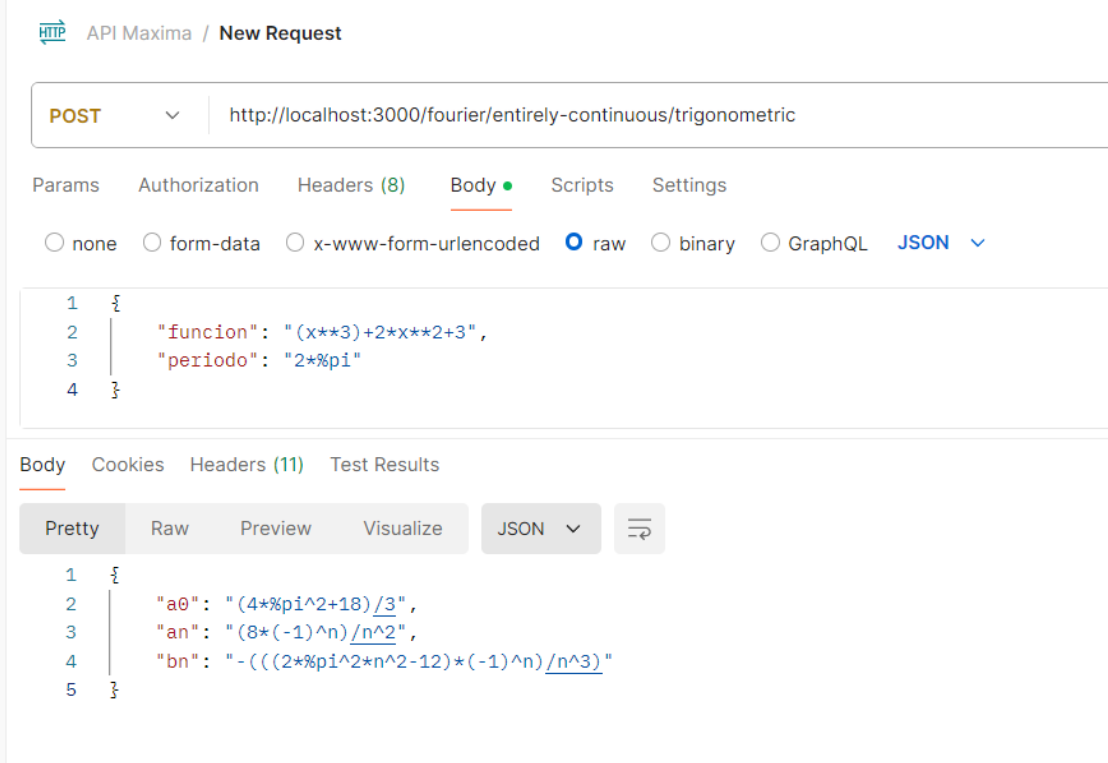 HTTP API Maxima / New Request
POST http://localhost:3000/fourier/entirely-continuous/trigonometric
Params Authorization Headers (8) Body Scripts Settings
none form-data x-www-form-urlencoded raw binary GraphQL JSON
1 {
2 "funcion": "(x**3)+2*x**2+3",
3 "periodo": "2*%pi"
4 }
Body Cookies Headers (11) Test Results
Pretty Raw Preview Visualize JSON
1 {
2 "a0": "(4*%pi^2+18)/3",
3 "an": "(8*(-1)^n)/n^2",
4 "bn": "-(((2*%pi^2*n^2-12)*(-1)^n)/n^3)"
5 }